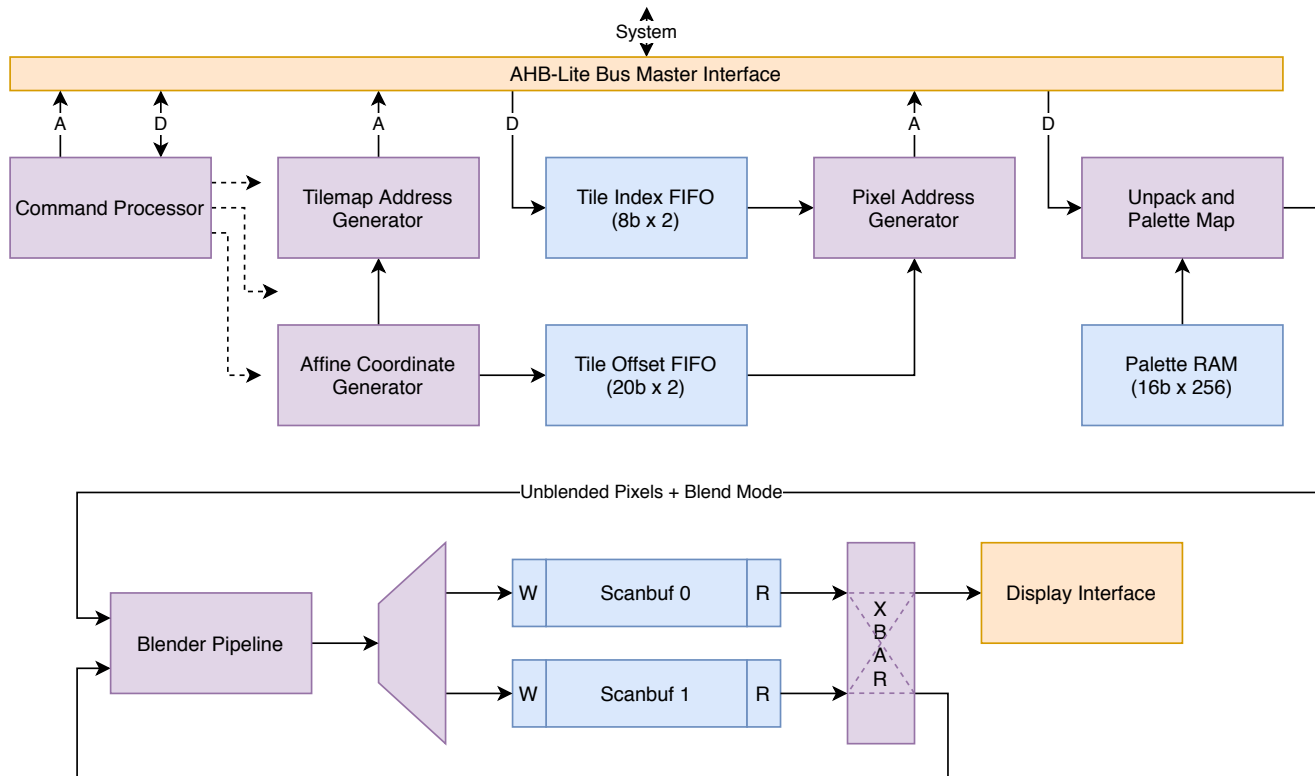 System
AHB-Lite Bus Master Interface
A
D
A
D
A
D
Command Processor
Tilemap Address
Generator
Tile Index FIFO
(8b x 2)
Pixel Address
Generator
Unpack and
Palette Map
Affine Coordinate
Generator
Tile Offset FIFO
(20b x 2)
Palette RAM
(16b x 256)
Unblended Pixels + Blend Mode
Blender Pipeline
W
Scanbuf 0
R
W
Scanbuf 1
R
X
B
A
R
Display Interface